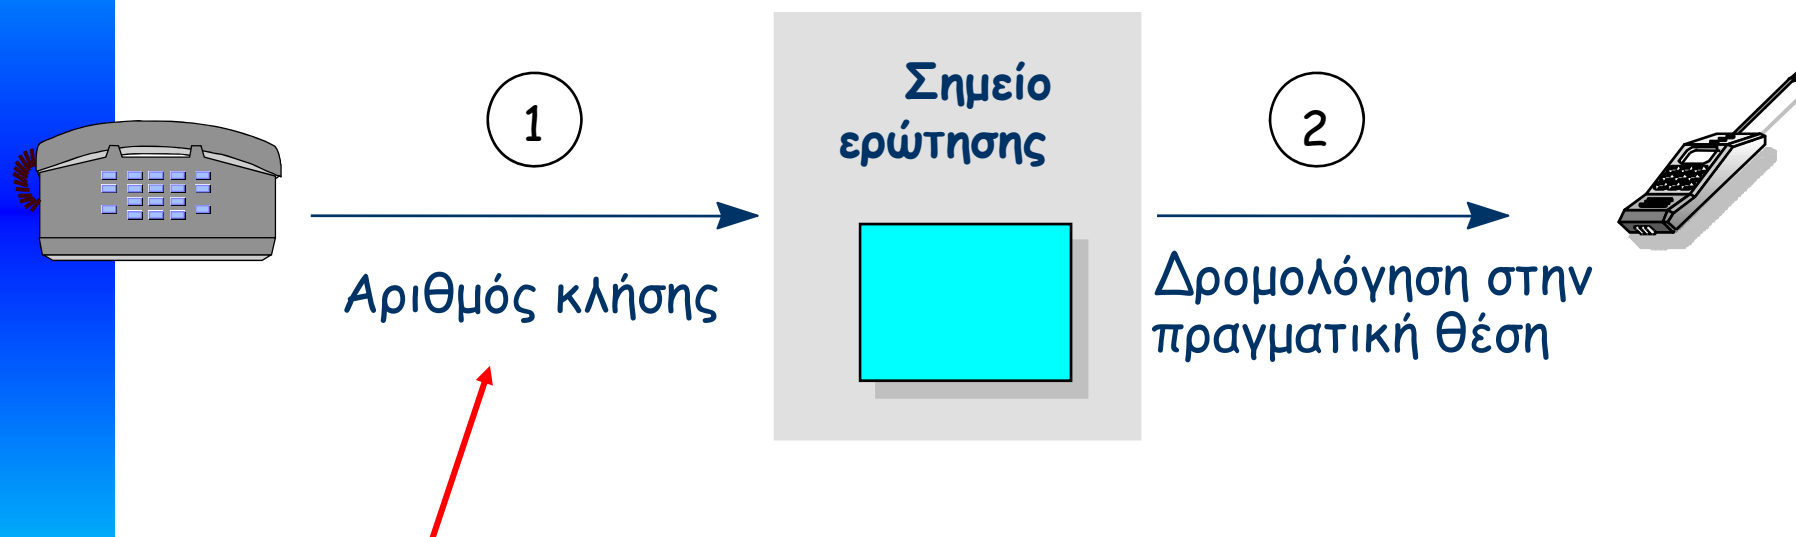 1
Σημείο
ερώτησης
2
Αριθμός κλήσης
Δρομολόγηση στην
πραγματική θέση